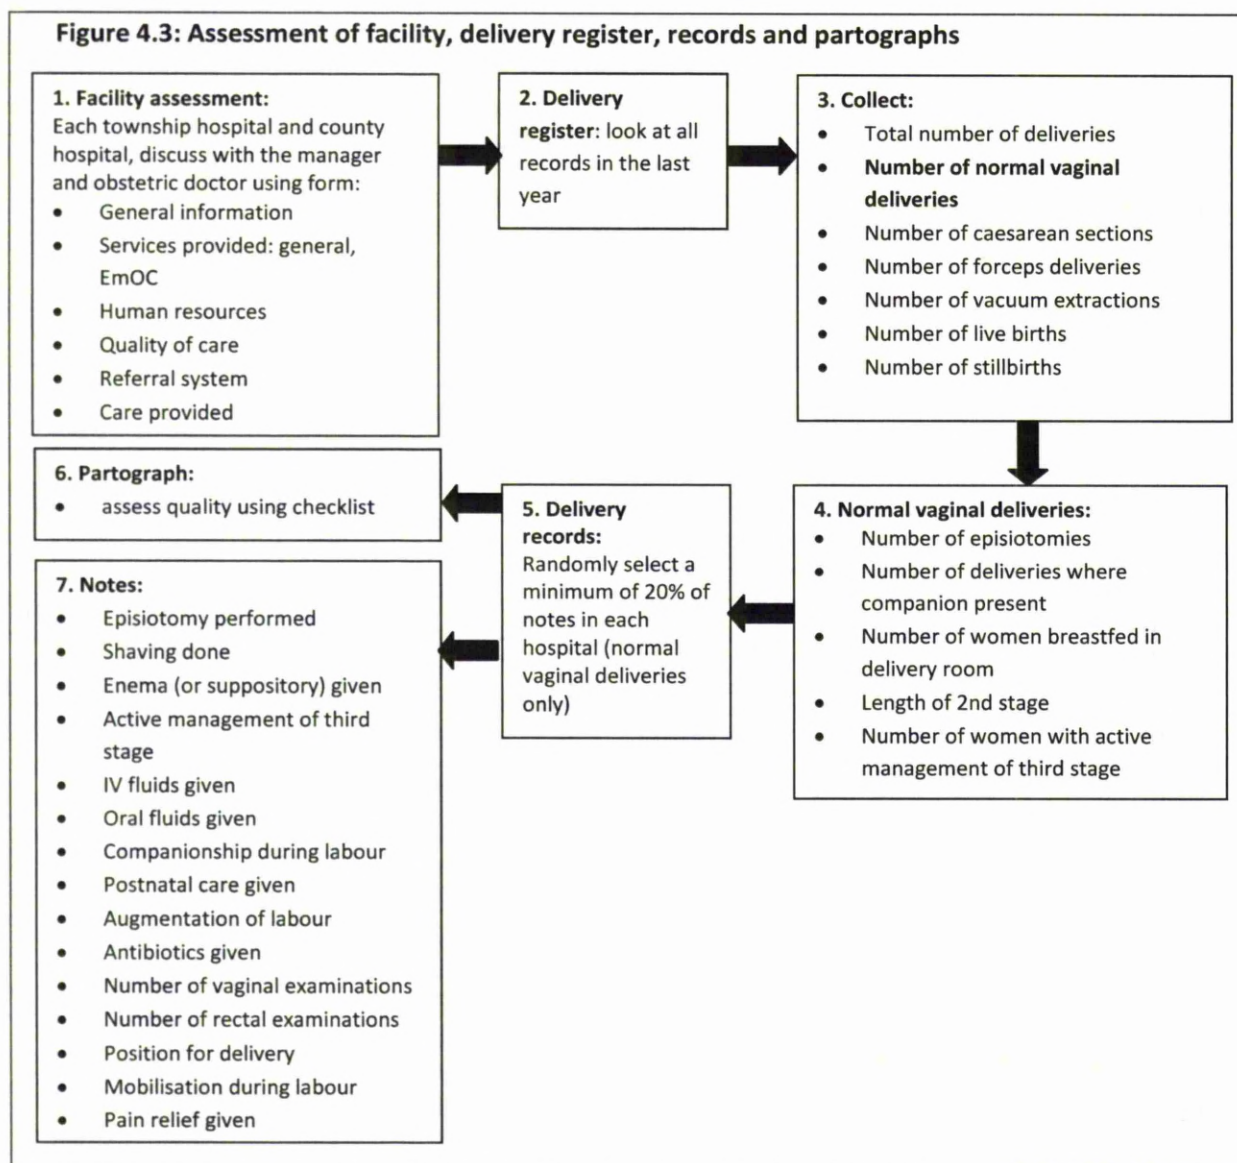 Figure 4.3: Assessment of facility, delivery register, records and partographs
1. Facility assessment:
Each township hospital and county
hospital, discuss with the manager
and obstetric doctor using form:
• General information
• Services provided: general,
EmOC
• Human resources
• Quality of care
• Referral system
• Care provided
2. Delivery
register: look at all
records in the last
year
3. Collect:
• Total number of deliveries
• Number of normal vaginal
deliveries
• Number of caesarean sections
• Number of forceps deliveries
• Number of vacuum extractions
• Number of live births
• Number of stillbirths
4. Normal vaginal deliveries:
• Number of episiotomies
• Number of deliveries where
companion present
• Number of women breastfed in
delivery room
• Length of 2nd stage
• Number of women with active
management of third stage
5. Delivery
records:
Randomly select a
minimum of 20% of
notes in each
hospital (normal
vaginal deliveries
only)
6. Partograph:
• assess quality using checklist
7. Notes:
• Episiotomy performed
• Shaving done
• Enema (or suppository) given
• Active management of third
stage
• IV fluids given
• Oral fluids given
• Companionship during labour
• Postnatal care given
• Augmentation of labour
• Antibiotics given
• Number of vaginal examinations
• Number of rectal examinations
• Position for delivery
• Mobilisation during labour
• Pain relief given